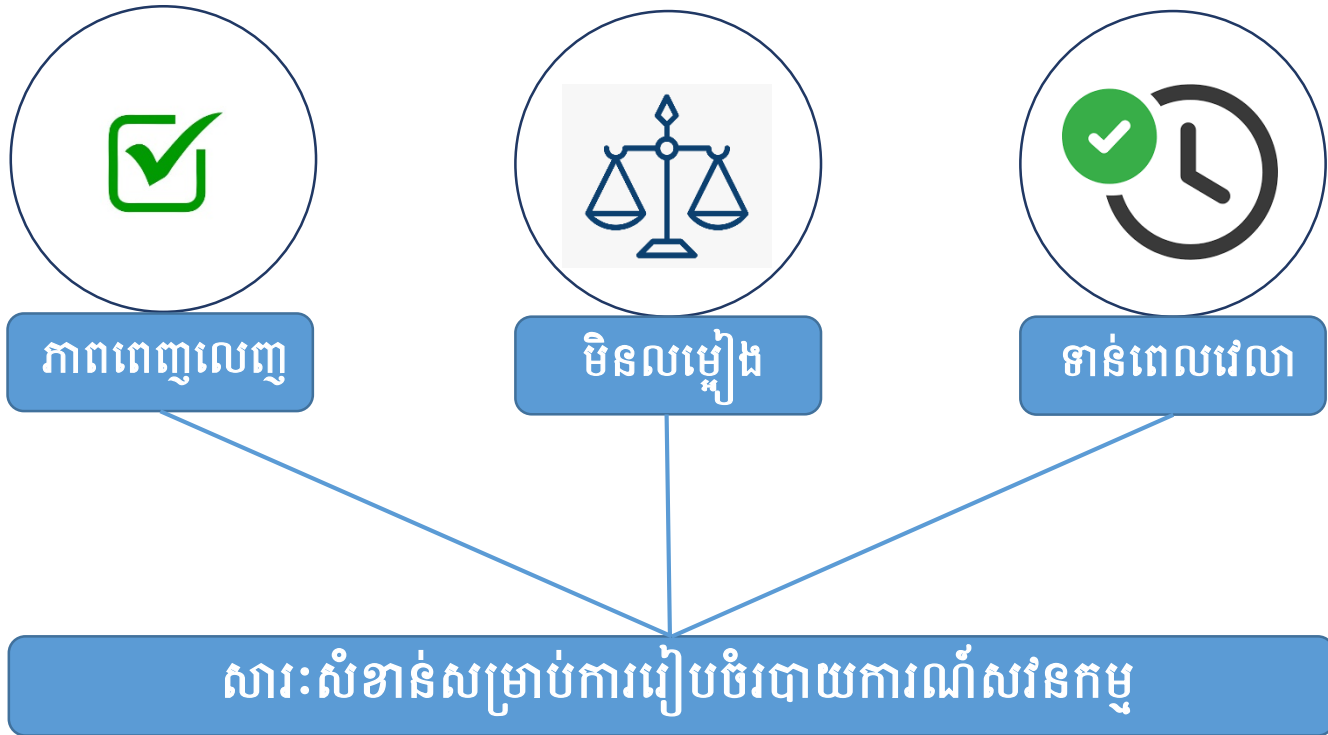 ភាពពេញលេញ
មិនលម្អៀង
ទាន់ពេលវេលា
សារៈសំខាន់សម្រាប់ការរៀបចំរបាយការណ៍សវនកម្ម